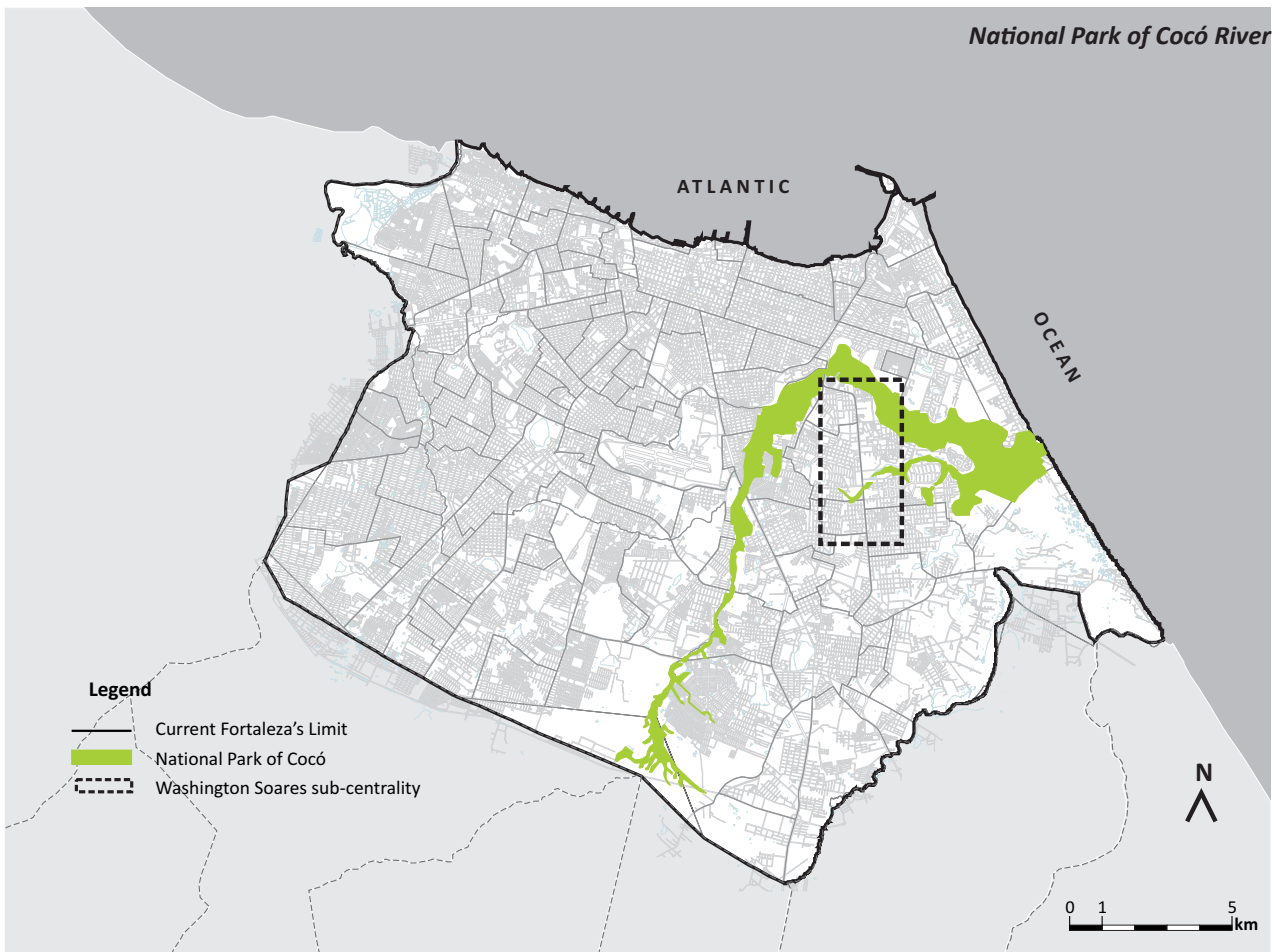 National Park of Cocó River
ATLANTIC
OCEAN
Legend
Current Fortaleza's Limit
National Park of Cocó
Washington Soares sub-centrality
N
0 1 5
km